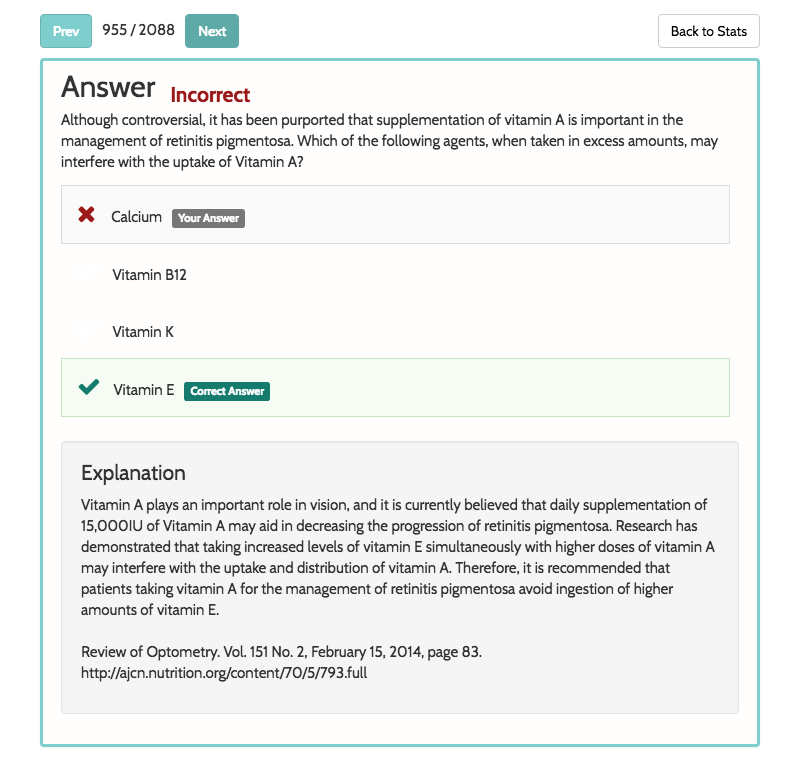 Prev 955 / 2088 Next Back to Stats
Answer Incorrect
Although controversial, it has been purported that supplementation of vitamin A is important in the
management of retinitis pigmentosa. Which of the following agents, when taken in excess amounts, may
interfere with the uptake of Vitamin A?
Calcium Your Answer
Vitamin B12
Vitamin K
Vitamin E Correct Answer
Explanation
Vitamin A plays an important role in vision, and it is currently believed that daily supplementation of
15,000IU of Vitamin A may aid in decreasing the progression of retinitis pigmentosa. Research has
demonstrated that taking increased levels of vitamin E simultaneously with higher doses of vitamin A
may interfere with the uptake and distribution of vitamin A. Therefore, it is recommended that
patients taking vitamin A for the management of retinitis pigmentosa avoid ingestion of higher
amounts of vitamin E.
Review of Optometry. Vol. 151 No. 2, February 15, 2014, page 83.
http://ajcn.nutrition.org/content/70/5/793.full